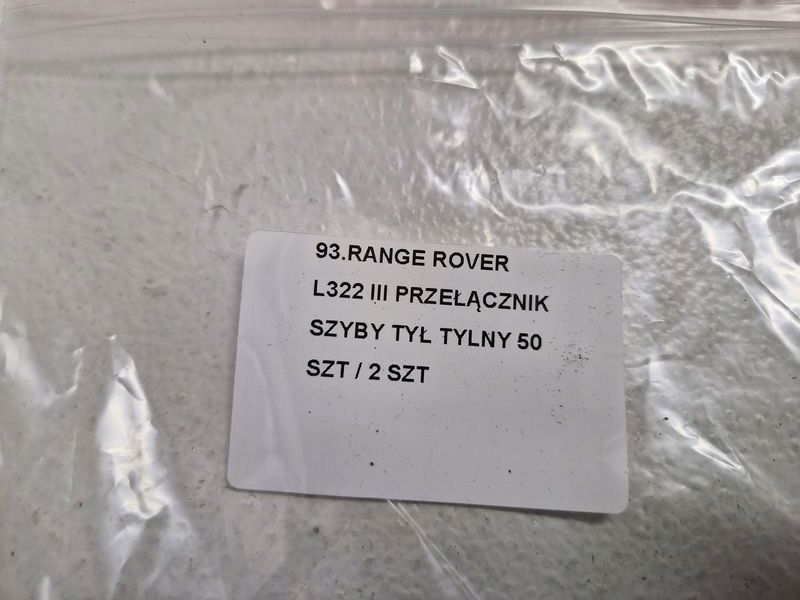 93.RANGE ROVER
L322 III PRZEŁĄCZNIK
SZYBY TYŁ TYLNY 50
SZT / 2 SZT